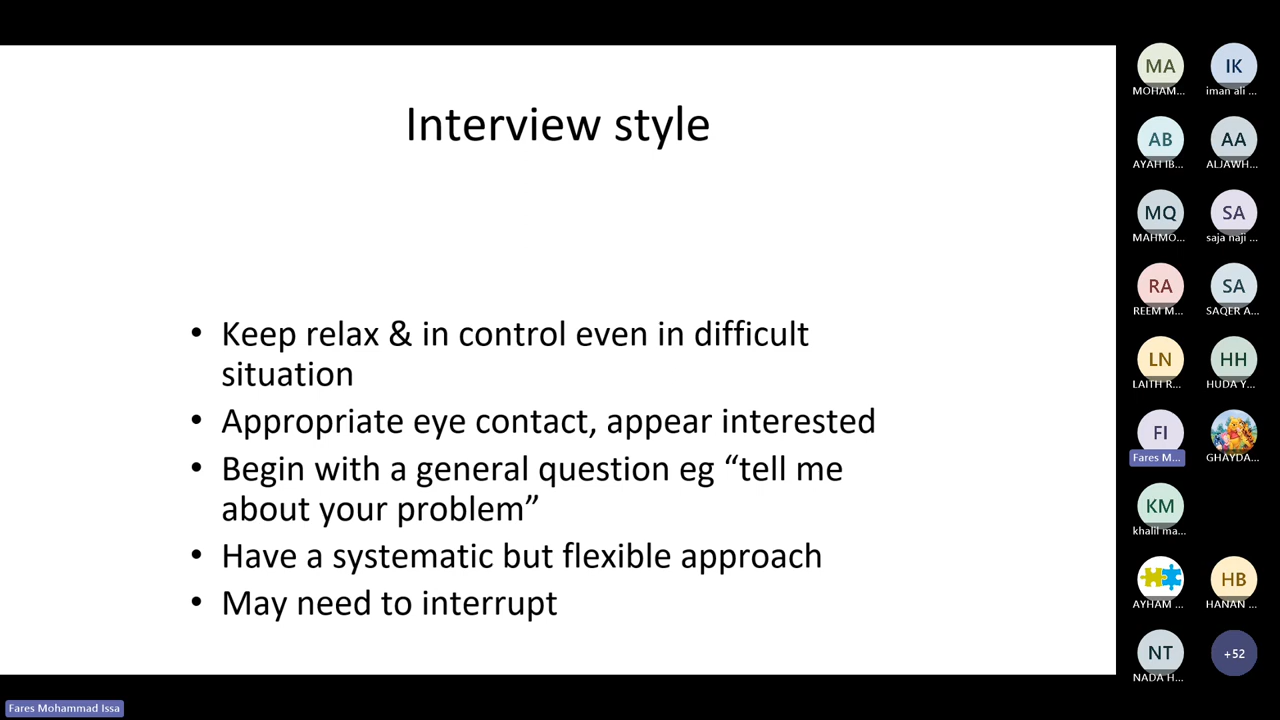 Interview style
• Keep relax & in control even in difficult
situation
• Appropriate eye contact, appear interested
• Begin with a general question eg “tell me
about your problem”
• Have a systematic but flexible approach
• May need to interrupt
MA
MOHAM...
IK
iman ali ...
AB
AYAH IB...
AA
ALJAWH...
MQ
MAHMO...
SA
saja naji ...
RA
REEM M...
SA
SAQER A...
LN
LAITH R...
HH
HUDA Y...
FI
Fares M...
GHAYDA...
KM
khalil ma...
AYHAM ...
HB
HANAN ...
NT
NADA H...
+52
Fares Mohammad Issa